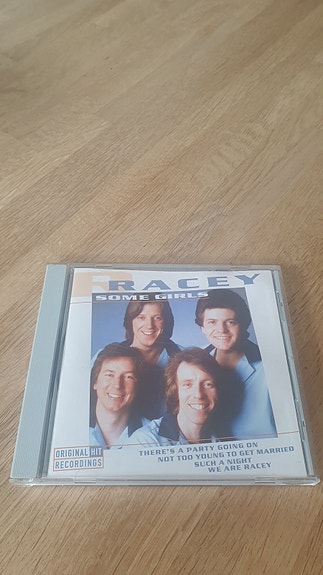 RACEY
SOME GIRLS
ORIGINAL HIT
RECORDINGS
THERE'S A PARTY GOING ON
NOT TOO YOUNG TO GET MARRIED
SUCH A NIGHT
WE ARE RACEY